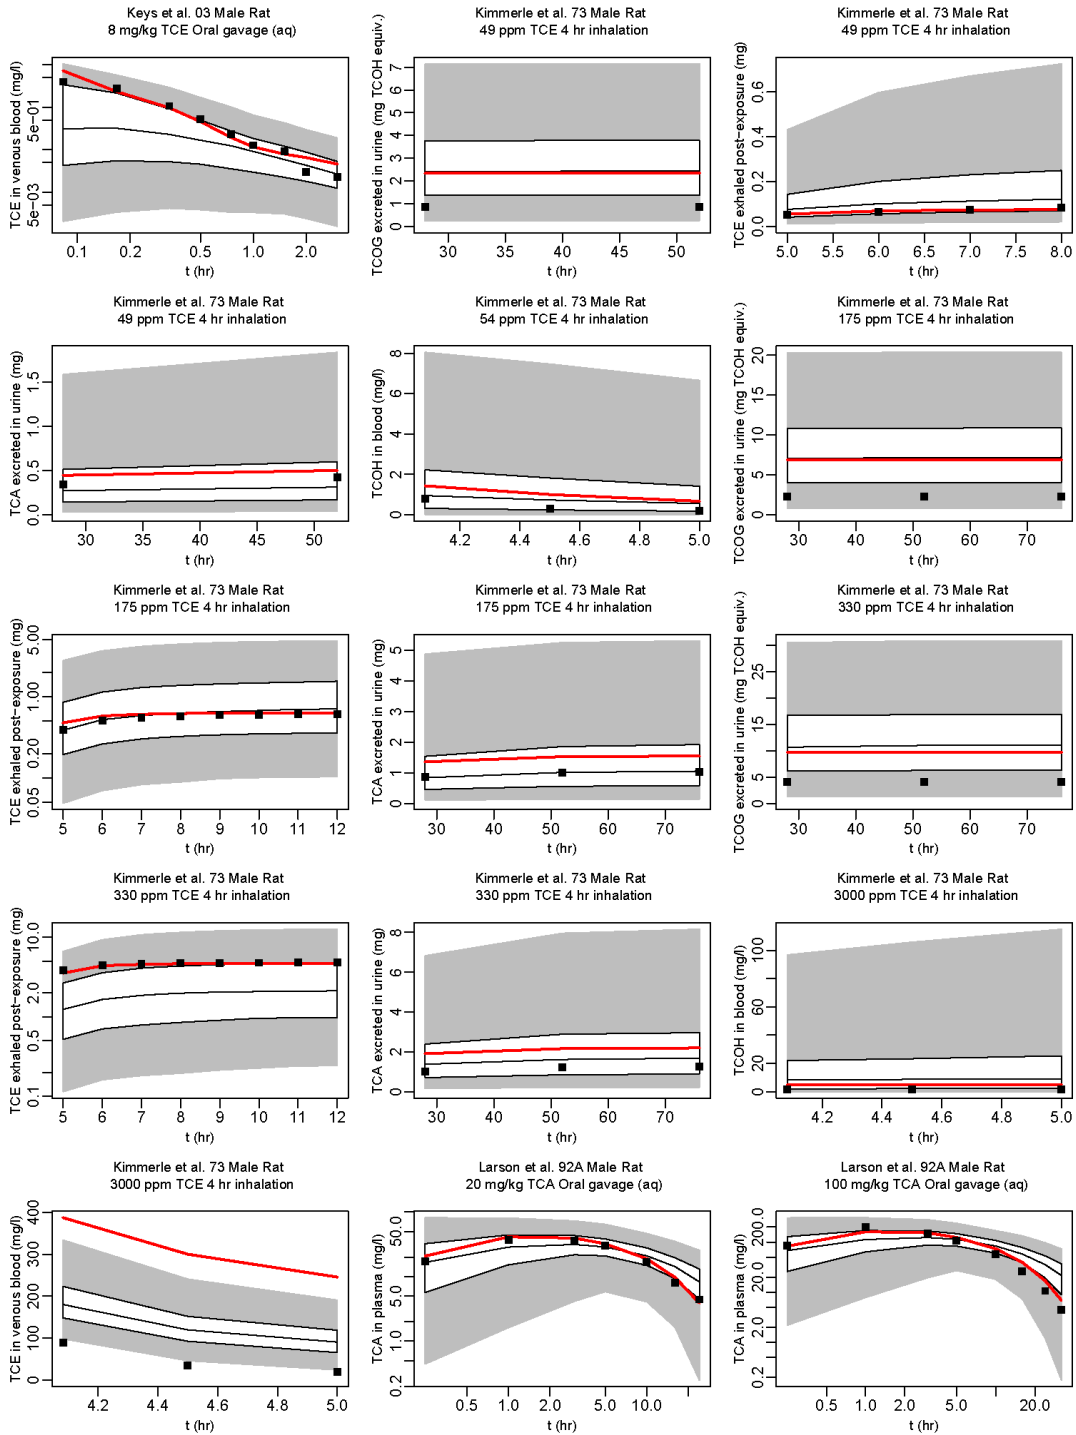 Keys et al. 03 Male Rat
8 mg/kg TCE Oral gavage (aq)
TCE in venous blood (mg/l)
5e−01
5e−03
0.1 0.5 1.0 2.0
t (hr)
Kimmerle et al. 73 Male Rat
49 ppm TCE 4 hr inhalation
TCOG excreted in urine (mg TCOH equiv.)
7
6
5
4
3
2
1
0
30 35 40 45 50
t (hr)
Kimmerle et al. 73 Male Rat
49 ppm TCE 4 hr inhalation
TCE exhaled post−exposure (mg)
0.6
0.4
0.2
0.0
5.0 5.5 6.0 6.5 7.0 7.5 8.0
t (hr)
Kimmerle et al. 73 Male Rat
49 ppm TCE 4 hr inhalation
TCA excreted in urine (mg)
1.5
1.0
0.5
0.0
30 35 40 45 50
t (hr)
Kimmerle et al. 73 Male Rat
54 ppm TCE 4 hr inhalation
TCOH in blood (mg/l)
8
6
4
2
0
4.2 4.4 4.6 4.8 5.0
t (hr)
Kimmerle et al. 73 Male Rat
175 ppm TCE 4 hr inhalation
TCOG excreted in urine (mg TCOH equiv.)
20
15
10
5
0
30 40 50 60 70
t (hr)
Kimmerle et al. 73 Male Rat
175 ppm TCE 4 hr inhalation
TCE exhaled post−exposure (mg)
5.00
1.00
0.20
0.05
5 6 7 8 9 10 11 12
t (hr)
Kimmerle et al. 73 Male Rat
175 ppm TCE 4 hr inhalation
TCA excreted in urine (mg)
5
4
3
2
1
0
30 40 50 60 70
t (hr)
Kimmerle et al. 73 Male Rat
330 ppm TCE 4 hr inhalation
TCOG excreted in urine (mg TCOH equiv.)
25
15
5
0
30 40 50 60 70
t (hr)
Kimmerle et al. 73 Male Rat
330 ppm TCE 4 hr inhalation
TCE exhaled post−exposure (mg)
10.0
2.0
0.5
0.1
5 6 7 8 9 10 11 12
t (hr)
Kimmerle et al. 73 Male Rat
330 ppm TCE 4 hr inhalation
TCA excreted in urine (mg)
8
6
4
2
0
30 40 50 60 70
t (hr)
Kimmerle et al. 73 Male Rat
3000 ppm TCE 4 hr inhalation
TCOH in blood (mg/l)
100
60
20
0
4.2 4.4 4.6 4.8 5.0
t (hr)
Kimmerle et al. 73 Male Rat
3000 ppm TCE 4 hr inhalation
TCE in venous blood (mg/l)
400
300
200
100
0
4.2 4.4 4.6 4.8 5.0
t (hr)
Larson et al. 92A Male Rat
20 mg/kg TCA Oral gavage (aq)
TCA in plasma (mg/l)
50.0
5.0
1.0
0.2
0.5 1.0 2.0 5.0 10.0
t (hr)
Larson et al. 92A Male Rat
100 mg/kg TCA Oral gavage (aq)
TCA in plasma (mg/l)
200.0
20.0
2.0
0.2
0.5 1.0 2.0 5.0 20.0
t (hr)